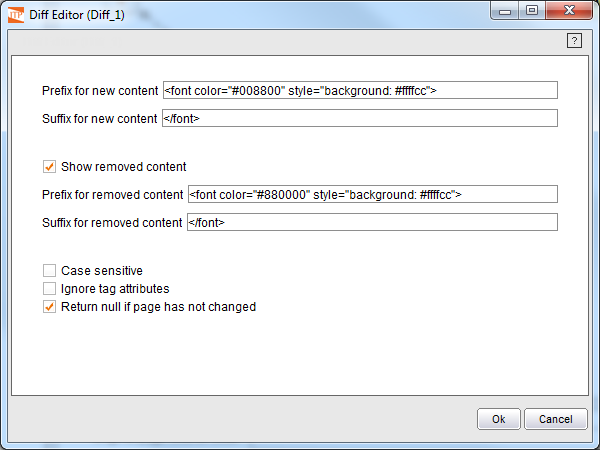 Diff Editor (Diff_1)
?
Prefix for new content <font color="#008800" style="background: #ffffcc">
Suffix for new content </font>
Show removed content
Prefix for removed content <font color="#880000" style="background: #ffffcc">
Suffix for removed content </font>
Case sensitive
Ignore tag attributes
Return null if page has not changed
Ok Cancel